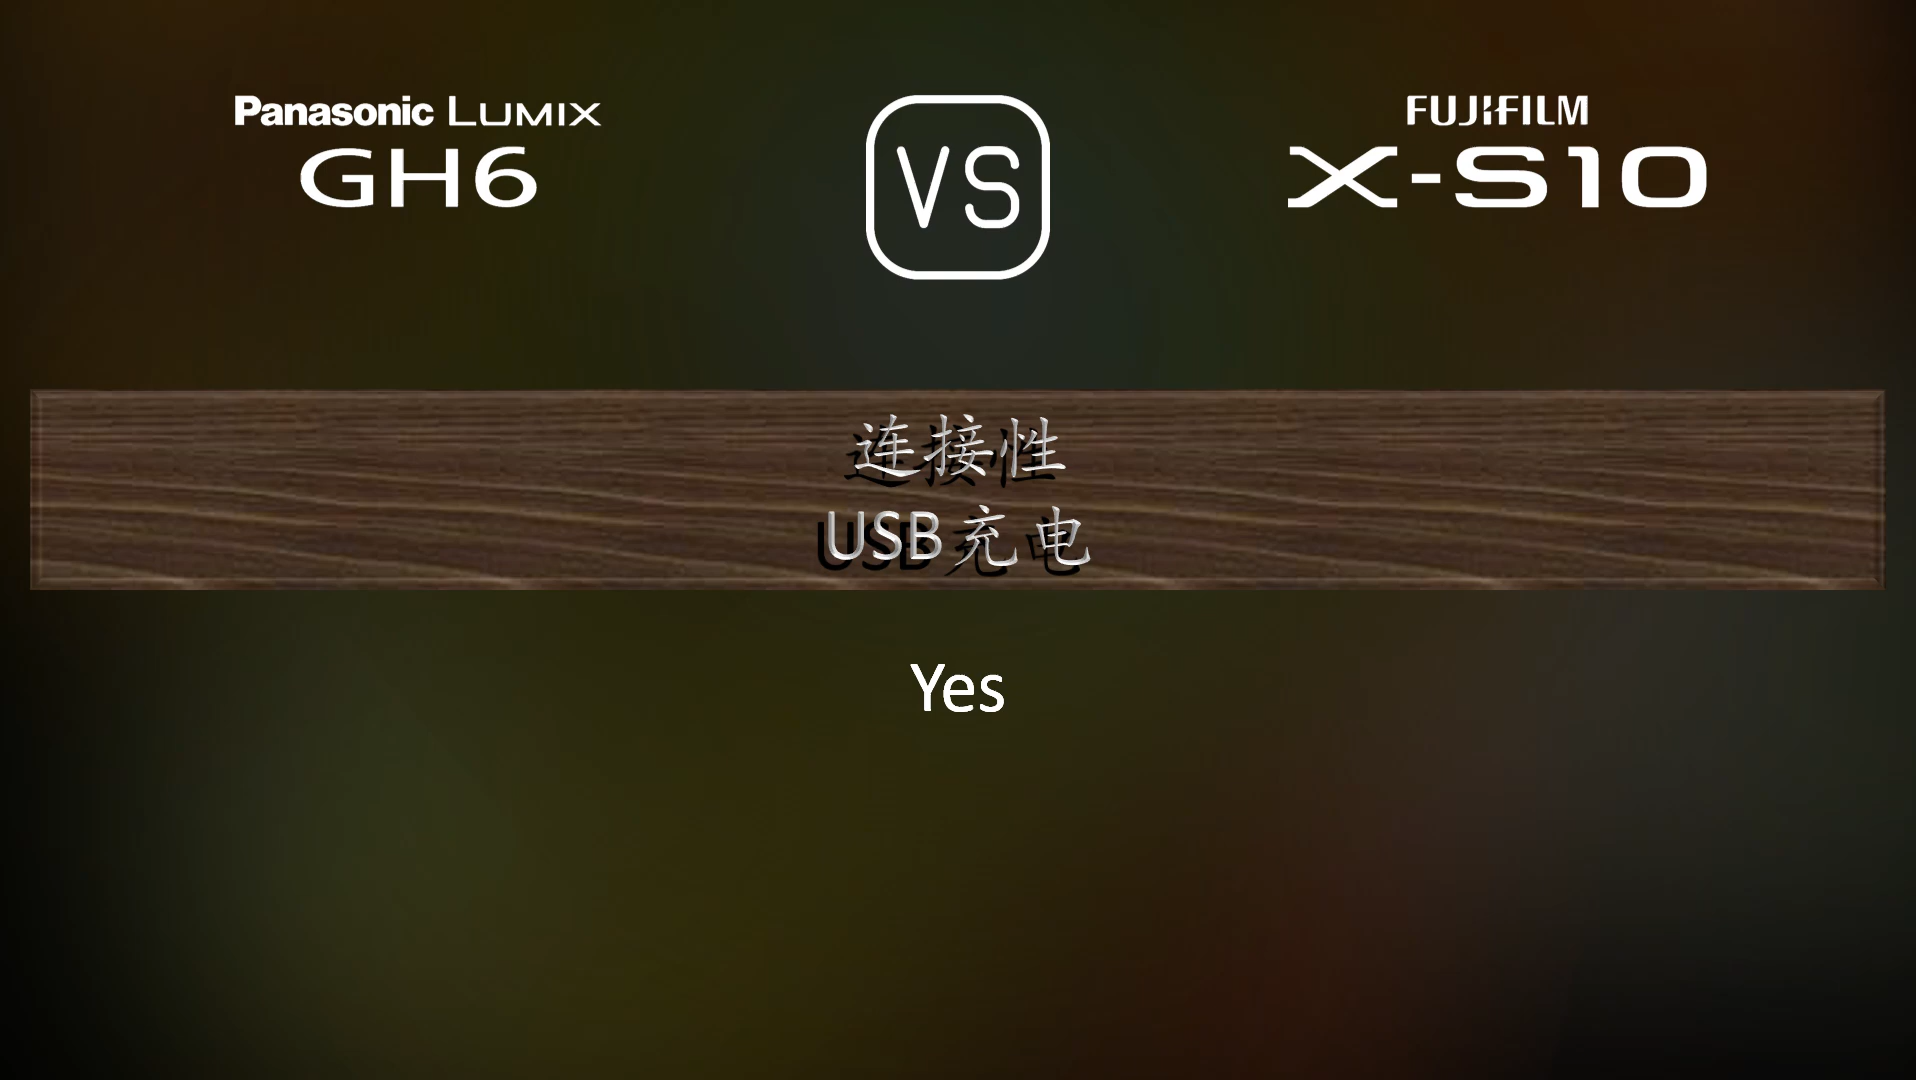 Panasonic LUMIX
GH6
VS
FUJIFILM
X-S10
连接性
USB充电
Yes